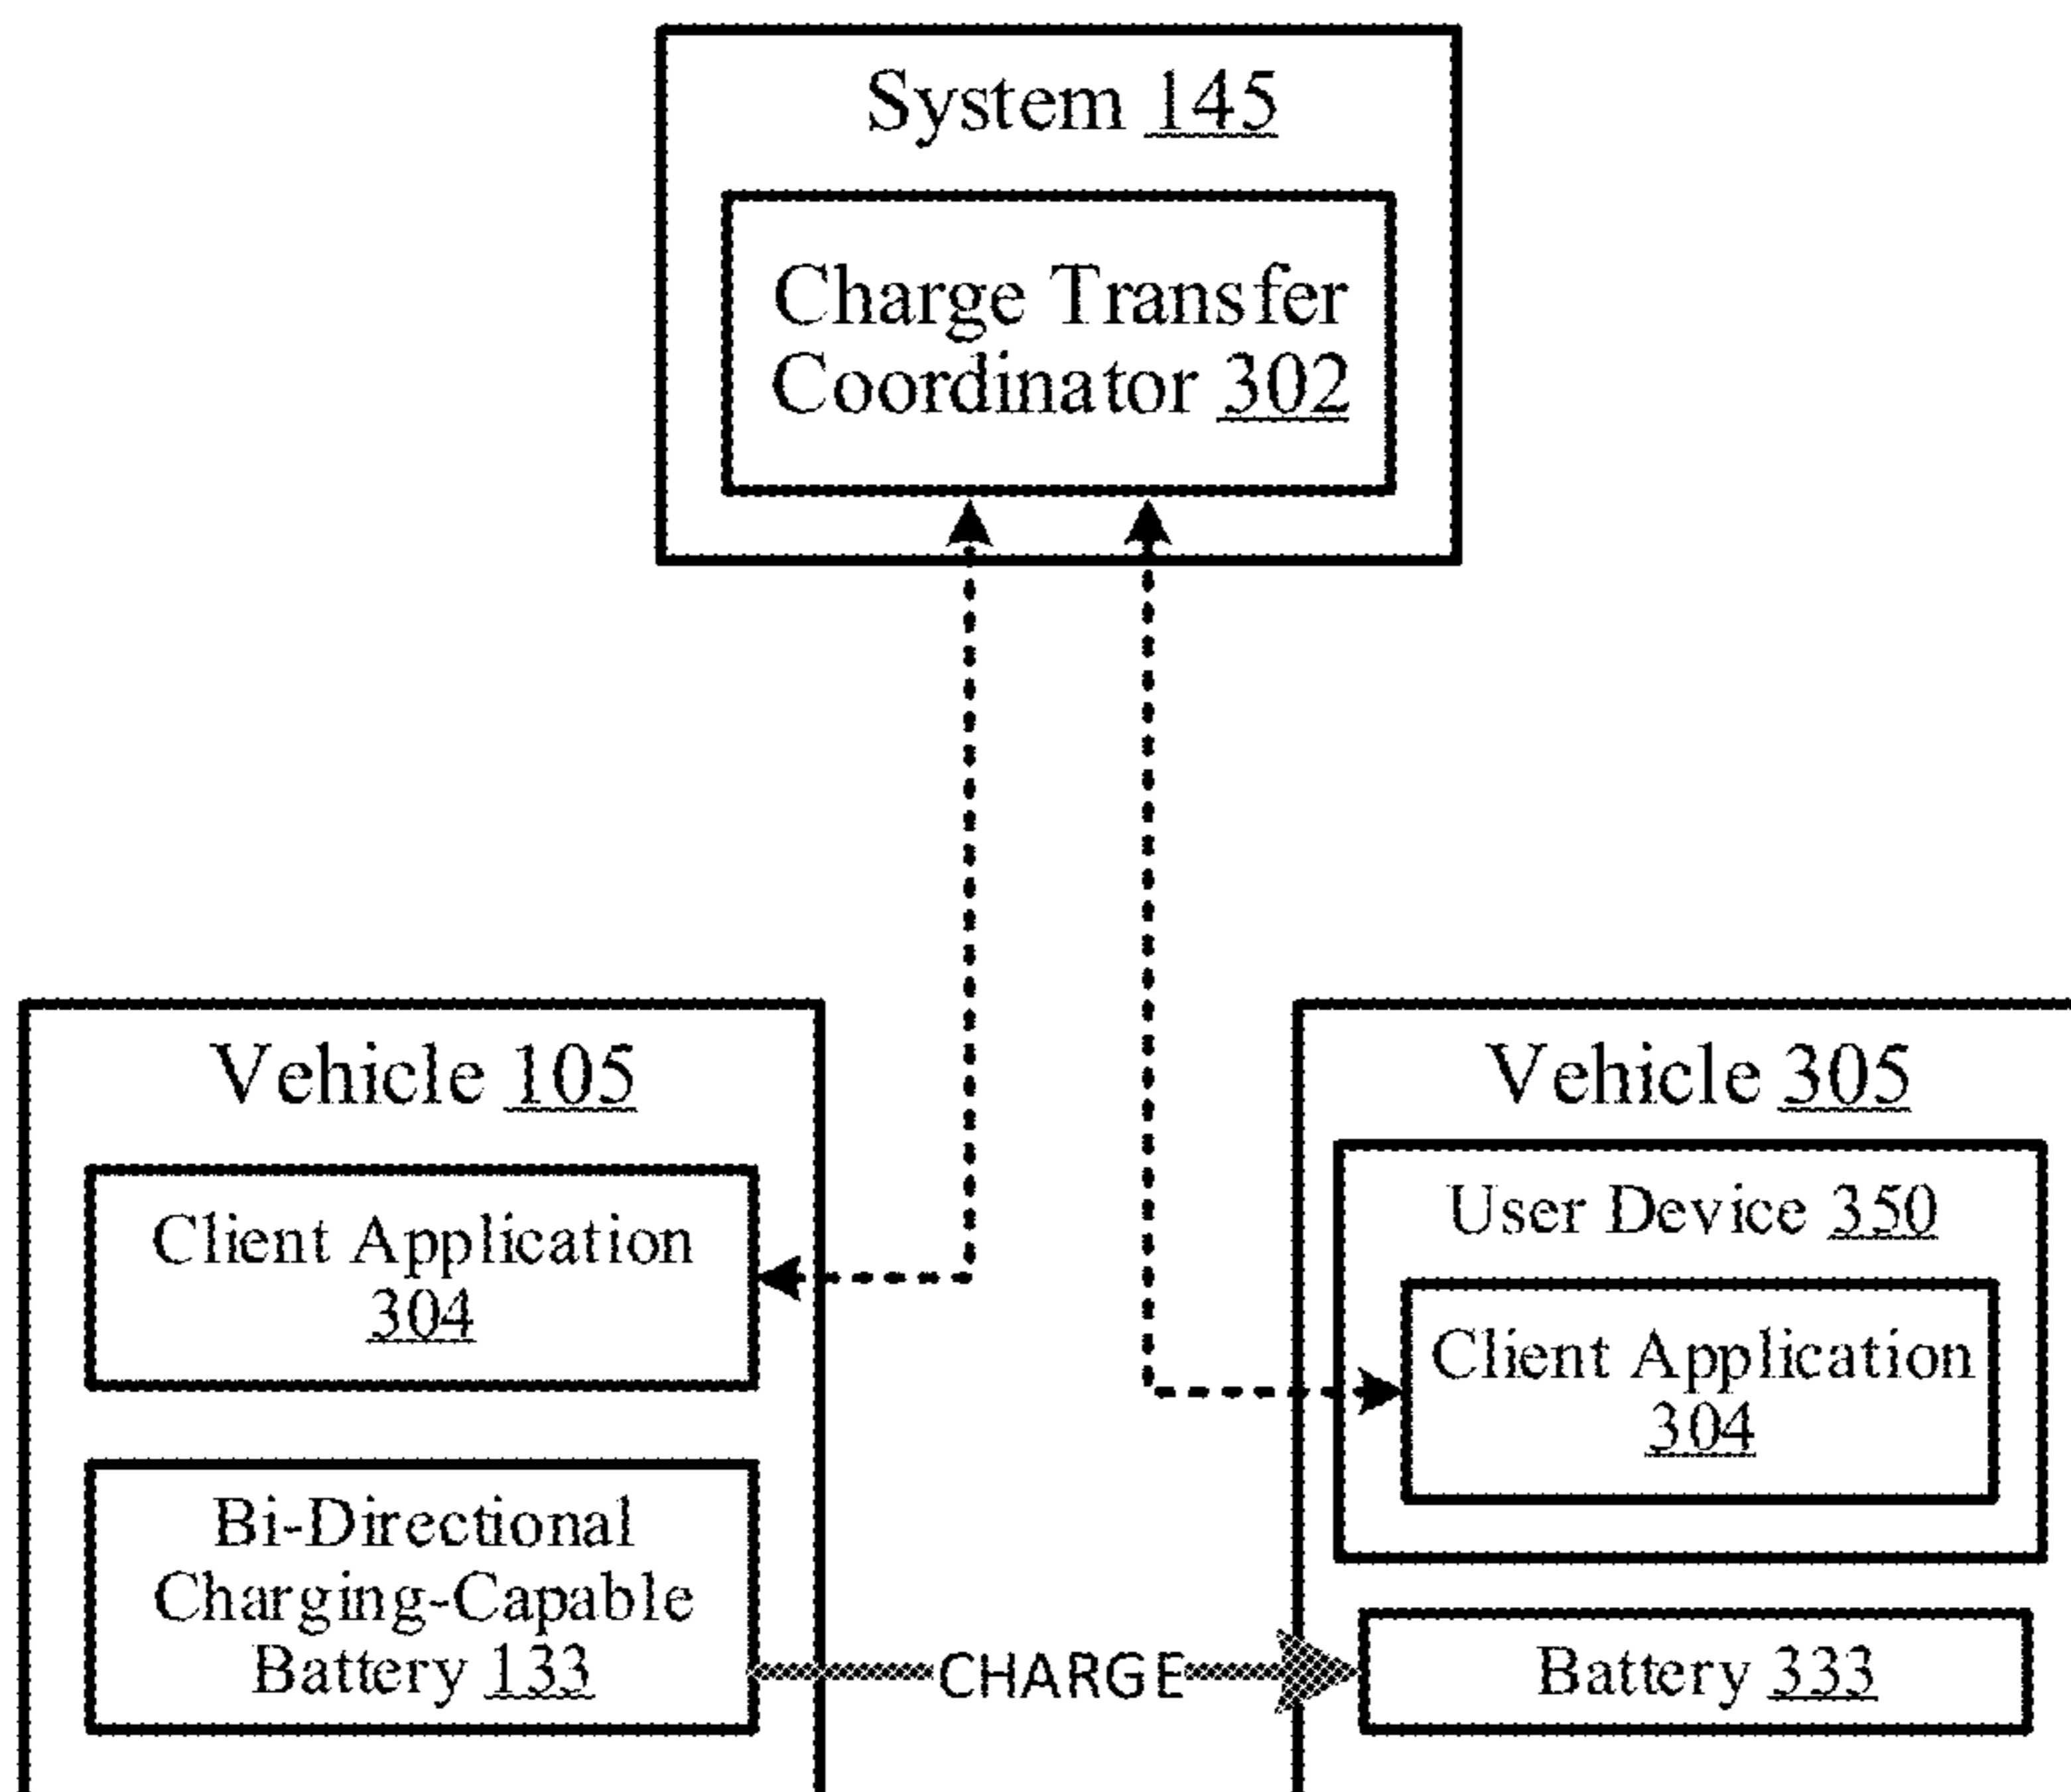 System 145
Charge Transfer
Coordinator 302
Vehicle 105
Client Application
304
Bi-Directional
Charging-Capable
Battery 133
CHARGE
Vehicle 305
User Device 350
Client Application
304
Battery 333